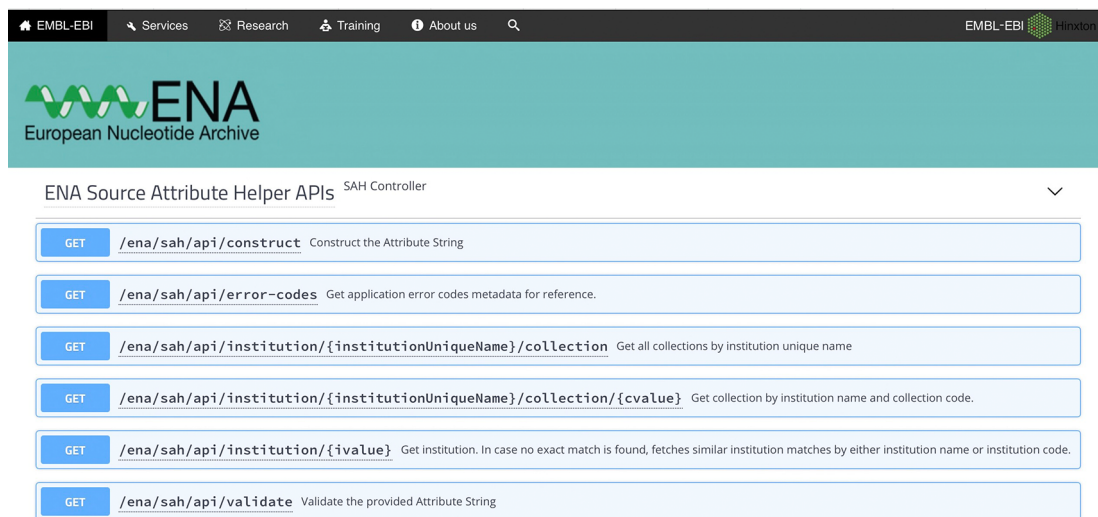 EMBL-EBI Services Research Training About us EMBL-EBI Hinxton
ENA
European Nucleotide Archive
ENA Source Attribute Helper APIs SAH Controller
GET /ena/sah/api/construct Construct the Attribute String
GET /ena/sah/api/error-codes Get application error codes metadata for reference.
GET /ena/sah/api/institution/{institutionUniqueName}/collection Get all collections by institution unique name
GET /ena/sah/api/institution/{institutionUniqueName}/collection/{cvalue} Get collection by institution name and collection code.
GET /ena/sah/api/institution/{ivalue} Get institution. In case no exact match is found, fetches similar institution matches by either institution name or institution code.
GET /ena/sah/api/validate Validate the provided Attribute String